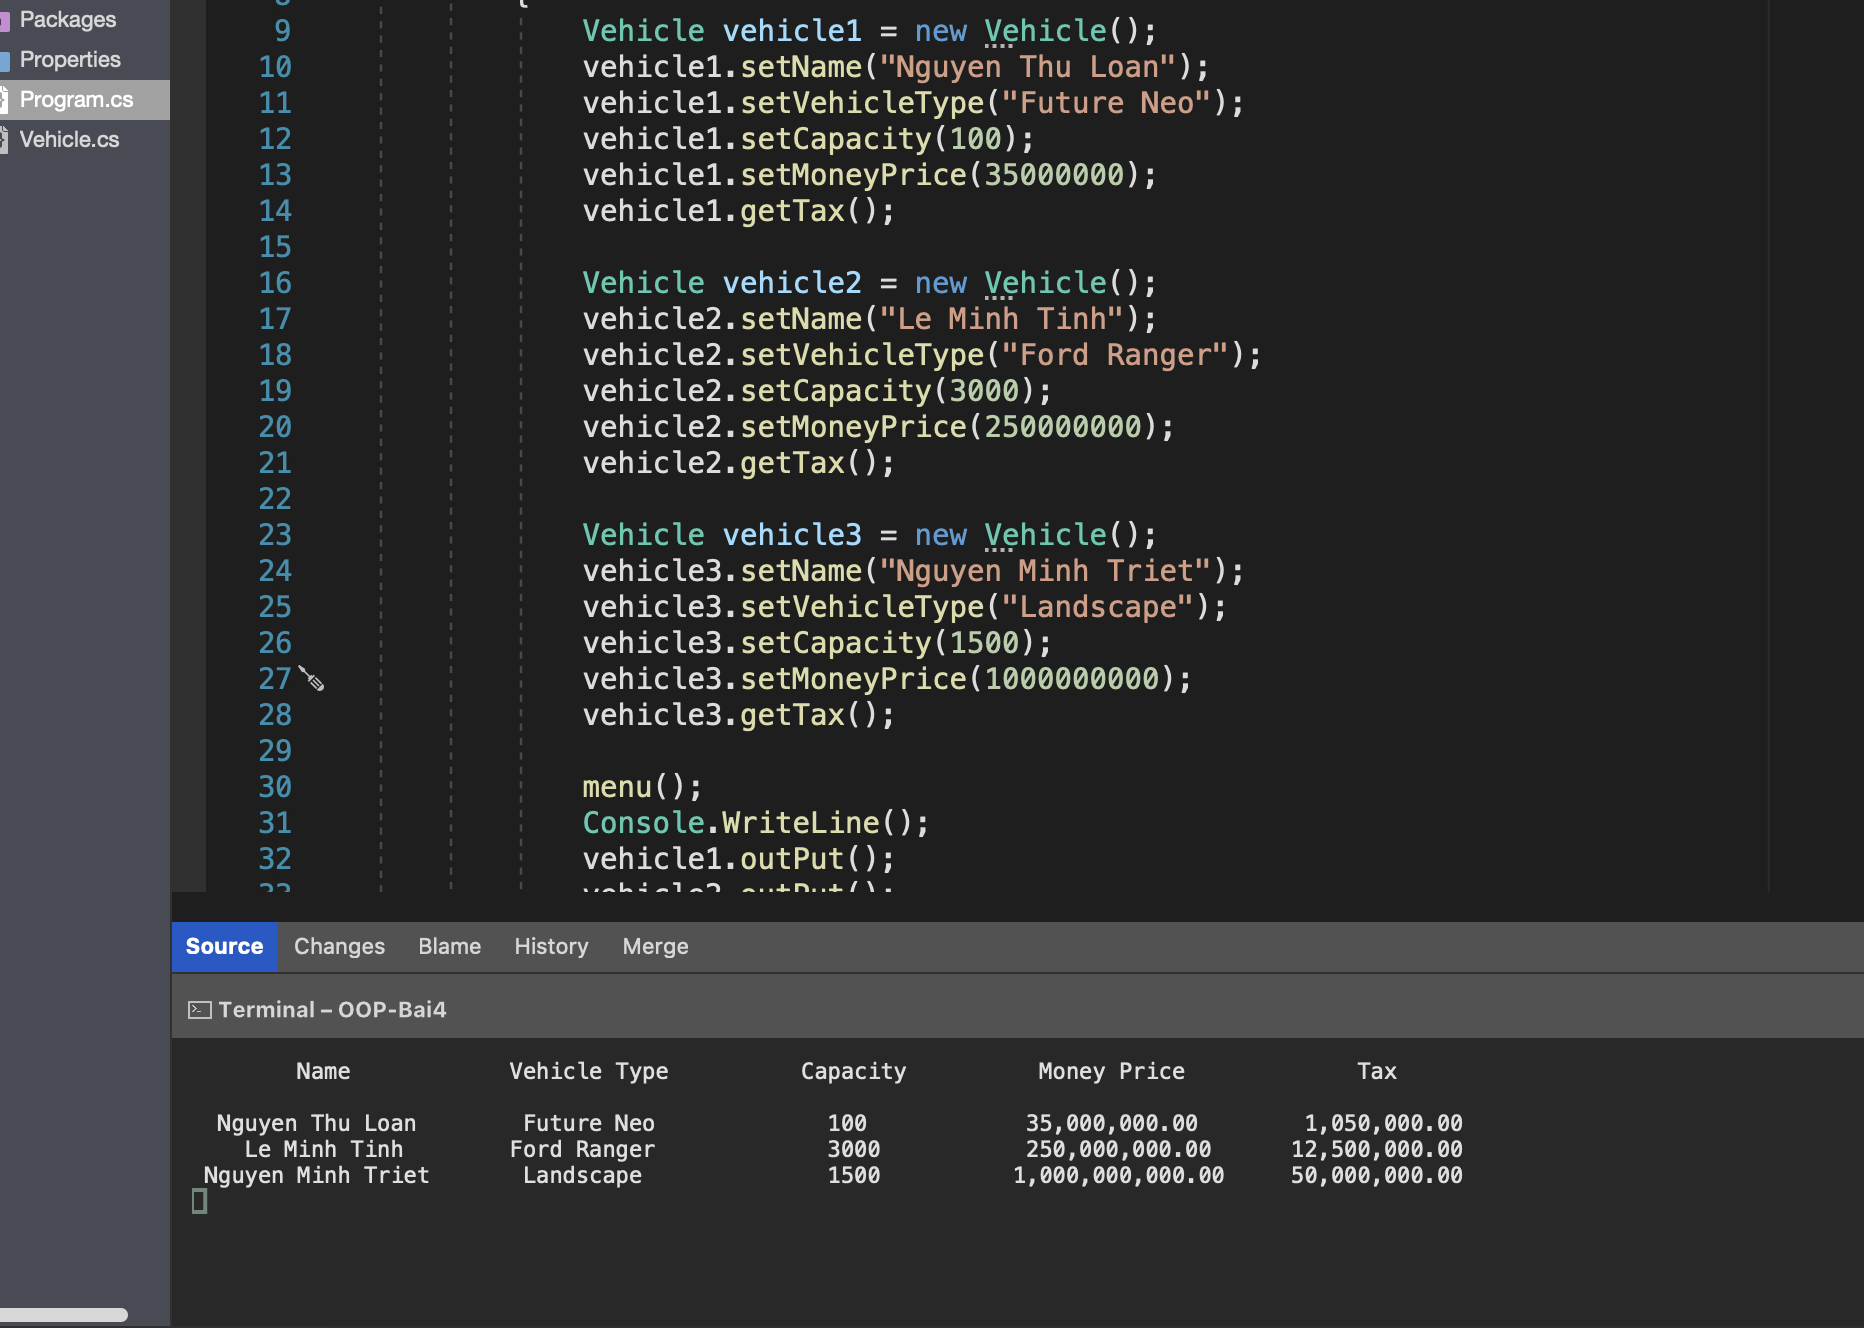 Packages
Properties
Program.cs
Vehicle.cs
9 Vehicle vehicle1 = new Vehicle();
10 vehicle1.setName("Nguyen Thu Loan");
11 vehicle1.setVehicleType("Future Neo");
12 vehicle1.setCapacity(100);
13 vehicle1.setMoneyPrice(35000000);
14 vehicle1.getTax();
15
16 Vehicle vehicle2 = new Vehicle();
17 vehicle2.setName("Le Minh Tinh");
18 vehicle2.setVehicleType("Ford Ranger");
19 vehicle2.setCapacity(3000);
20 vehicle2.setMoneyPrice(250000000);
21 vehicle2.getTax();
22
23 Vehicle vehicle3 = new Vehicle();
24 vehicle3.setName("Nguyen Minh Triet");
25 vehicle3.setVehicleType("Landscape");
26 vehicle3.setCapacity(1500);
27 vehicle3.setMoneyPrice(1000000000);
28 vehicle3.getTax();
29
30 menu();
31 Console.WriteLine();
32 vehicle1.outPut();
33 vehicle2.outPut();
Source Changes Blame History Merge
Terminal – OOP-Bai4
Name Vehicle Type Capacity Money Price Tax
Nguyen Thu Loan Future Neo 100 35,000,000.00 1,050,000.00
Le Minh Tinh Ford Ranger 3000 250,000,000.00 12,500,000.00
Nguyen Minh Triet Landscape 1500 1,000,000,000.00 50,000,000.00